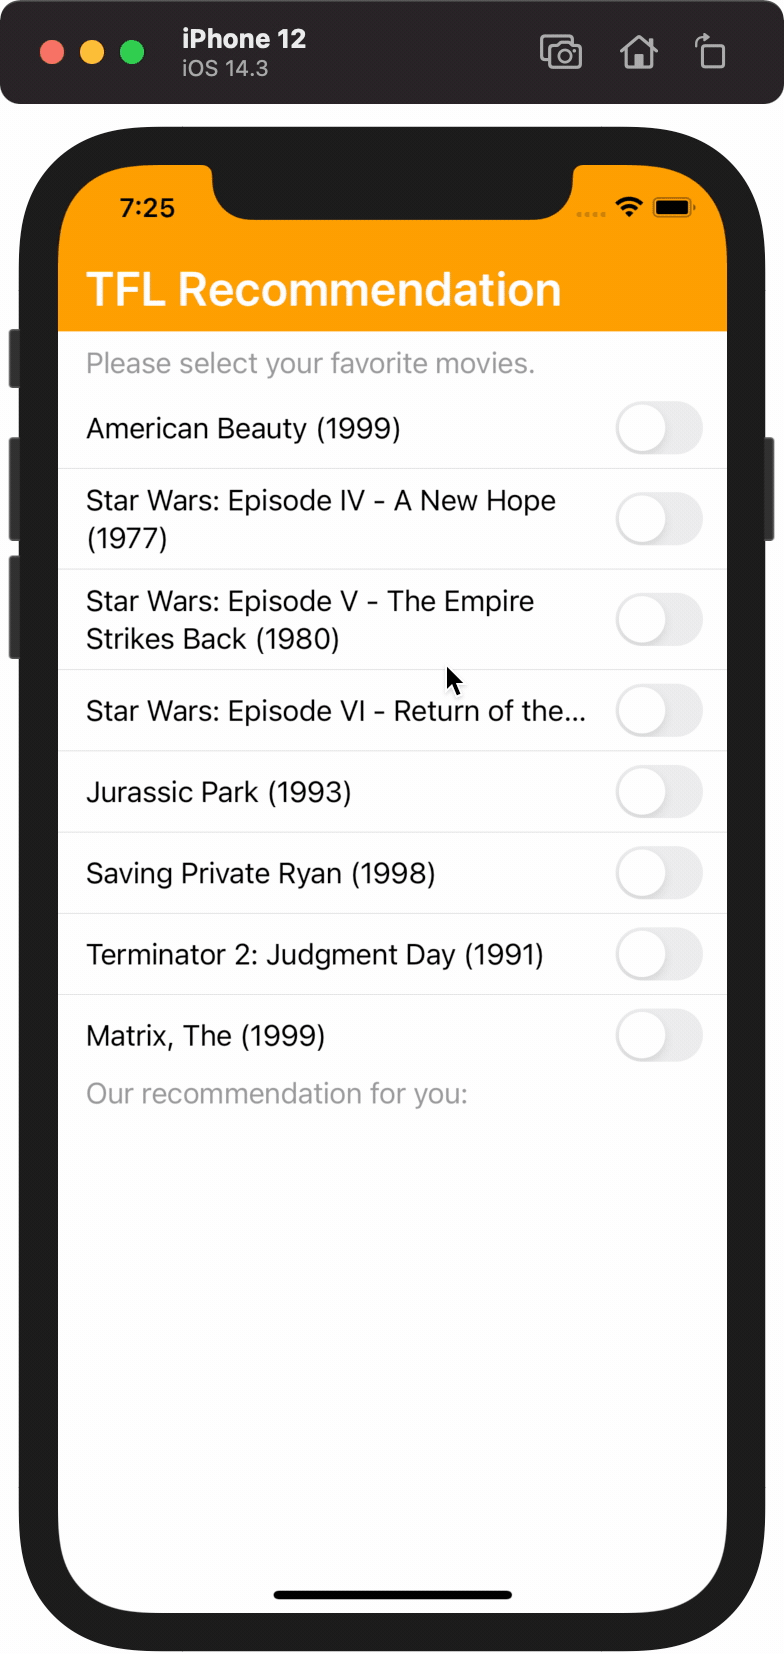 iPhone 12
iOS 14.3
7:25
TFL Recommendation
Please select your favorite movies.
American Beauty (1999)
Star Wars: Episode IV - A New Hope
(1977)
Star Wars: Episode V - The Empire
Strikes Back (1980)
Star Wars: Episode VI - Return of the...
Jurassic Park (1993)
Saving Private Ryan (1998)
Terminator 2: Judgment Day (1991)
Matrix, The (1999)
Our recommendation for you: